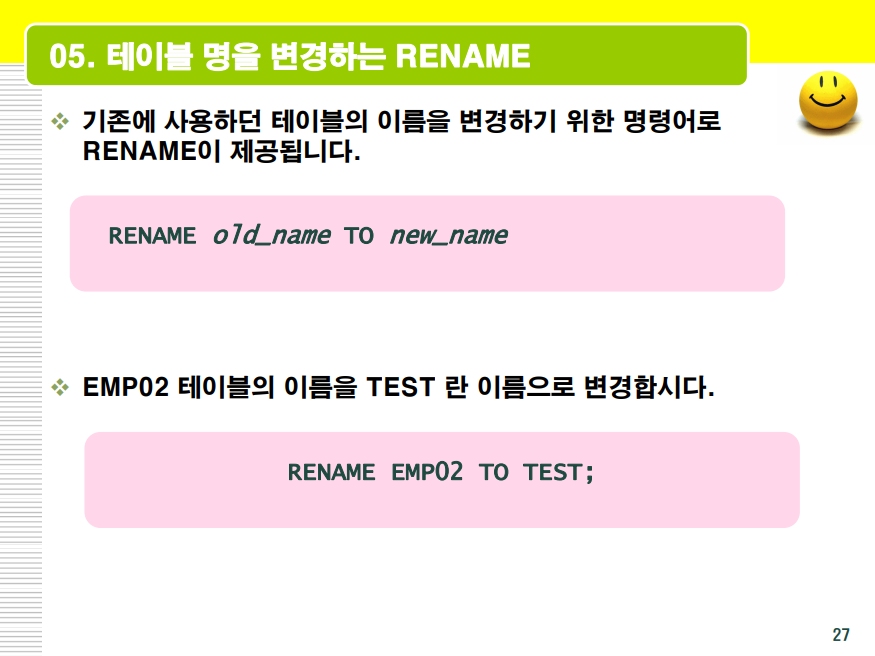 05. 테이블 명을 변경하는 RENAME
기존에 사용하던 테이블의 이름을 변경하기 위한 명령어로
RENAME이 제공됩니다.
RENAME old_name TO new_name
EMP02 테이블의 이름을 TEST 란 이름으로 변경합시다.
RENAME EMP02 TO TEST;
27